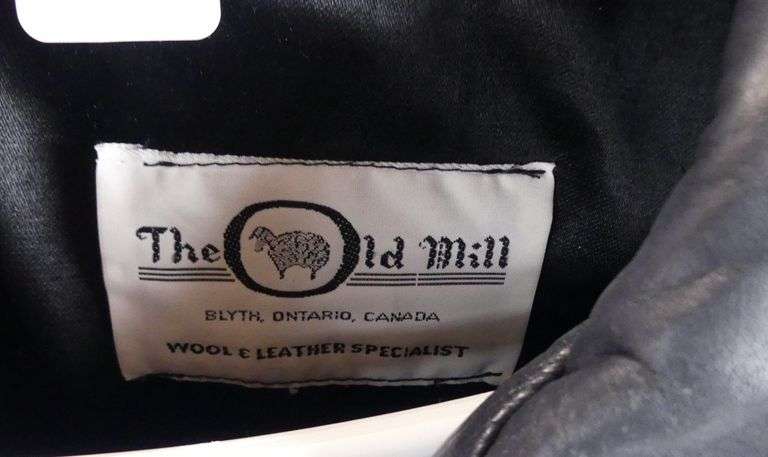 The Old Mill
BLYTH, ONTARIO, CANADA
WOOL & LEATHER SPECIALIST